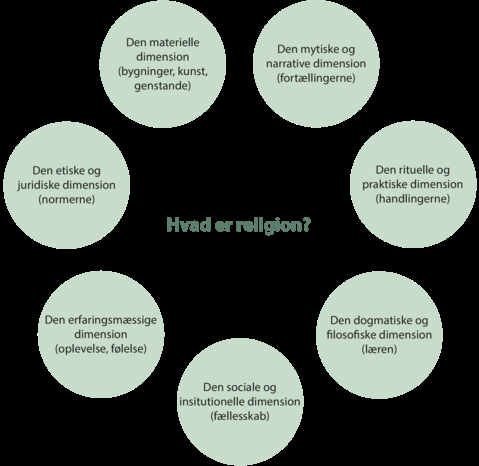 Den materielle
dimension
(bygninger, kunst,
genstande)
Den mytiske og
narrative dimension
(fortællingerne)
Den etiske og
juridiske dimension
(normerne)
Den rituelle og
praktiske dimension
(handlingerne)
Hvad er religion?
Den erfaringsmæssige
dimension
(oplevelse, følelse)
Den dogmatiske og
filosofiske dimension
(læren)
Den sociale og
insitutionelle dimension
(fællesskab)